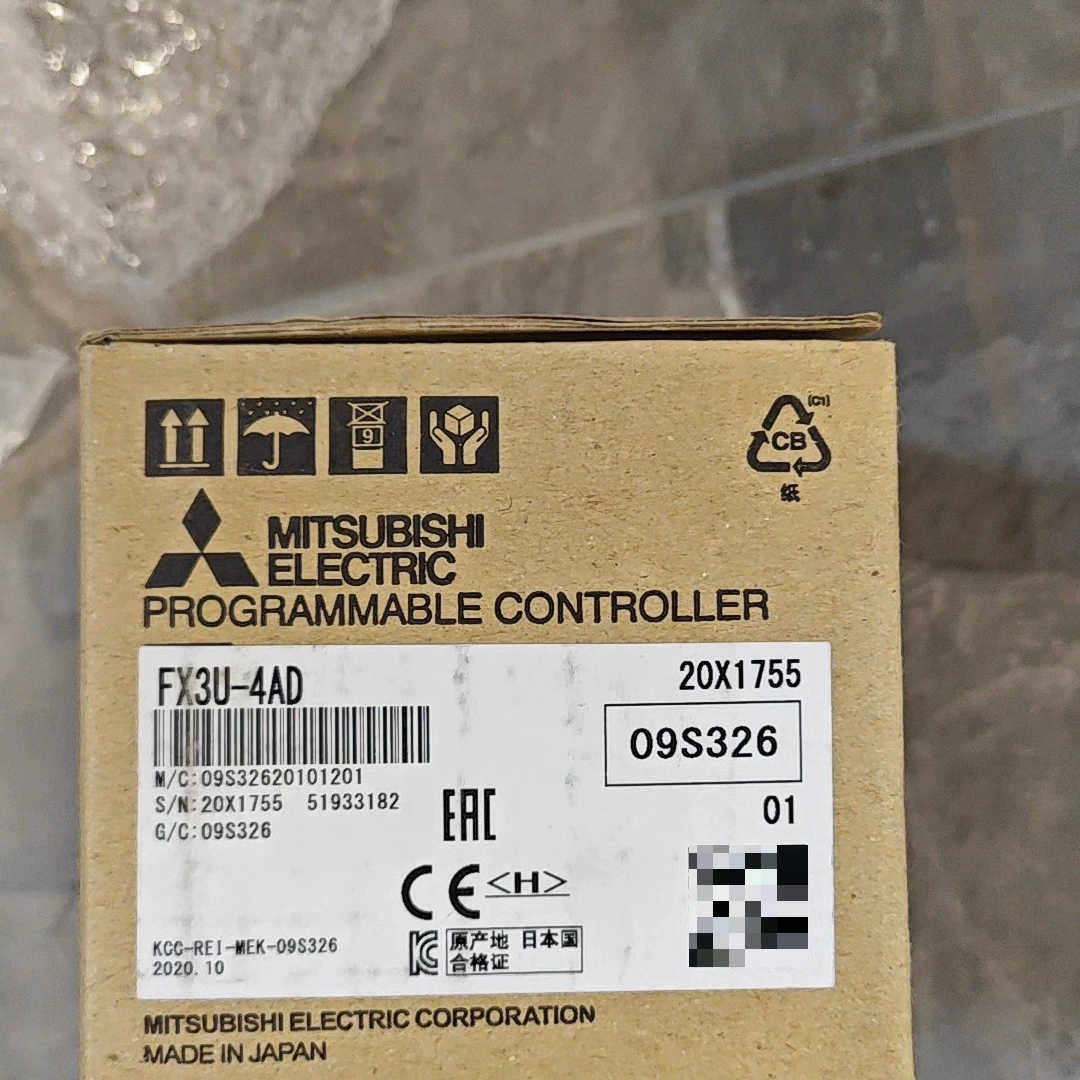 9
(C1)
CB
纸
MITSUBISHI
ELECTRIC
PROGRAMMABLE CONTROLLER
FX3U-4AD
20X1755
09S326
M/C:09S32620101201
S/N:20X1755 51933182
G/C:09S326
EAC
01
CE <H>
KCC-REI-MEK-09S326
2020.10
KC
原产地 日本国
合格证
MITSUBISHI ELECTRIC CORPORATION
MADE IN JAPAN